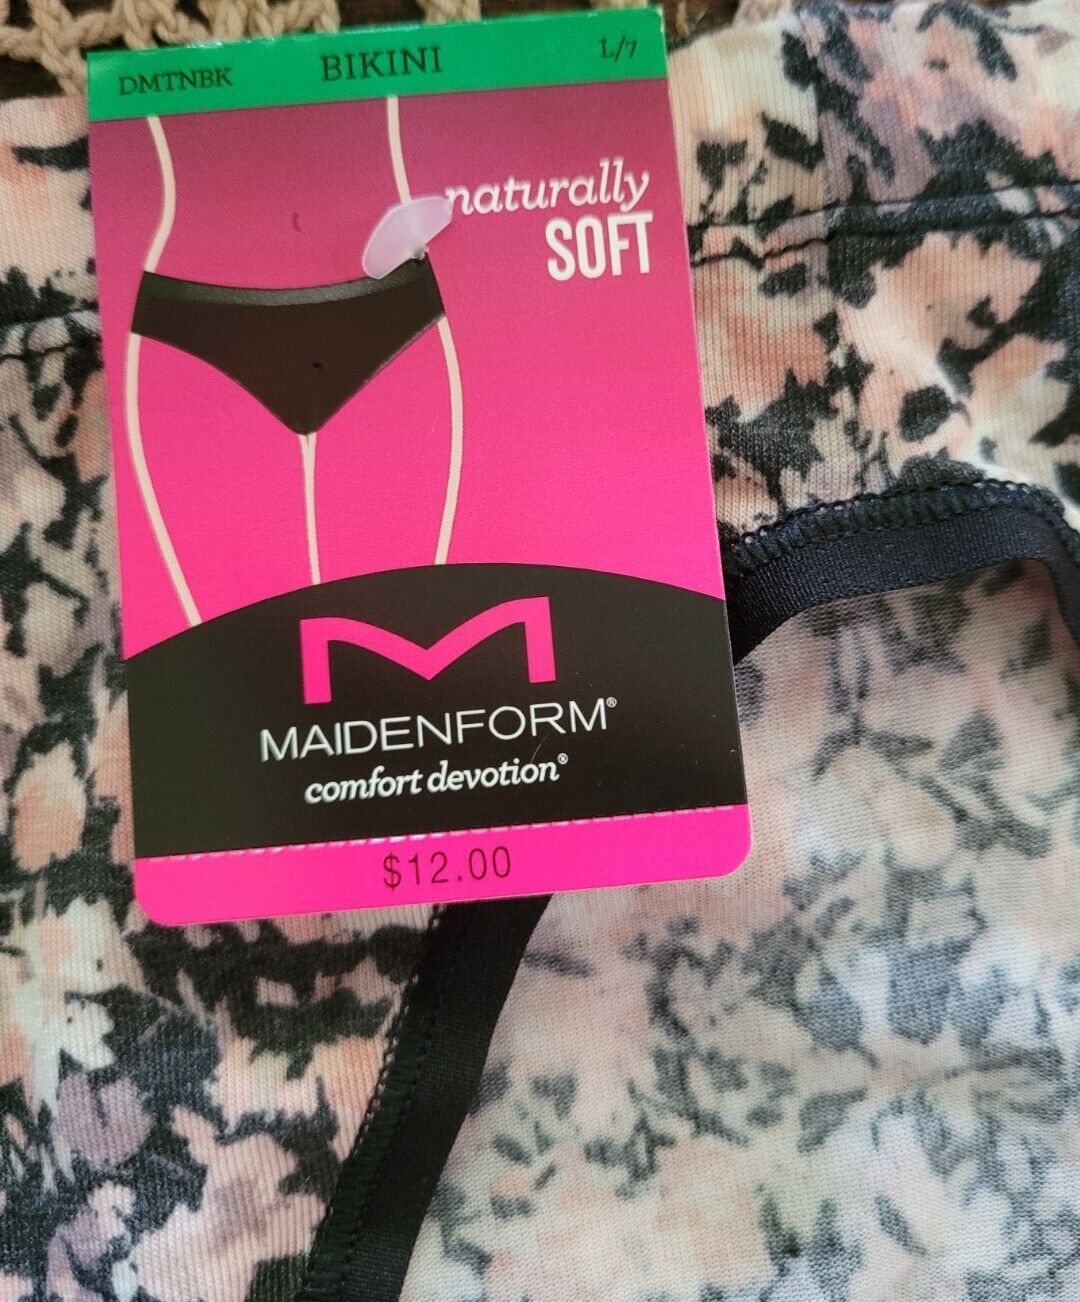 DMTNBK BIKINI L/7
naturally
SOFT
MAIDENFORM®
comfort devotion®
$12.00